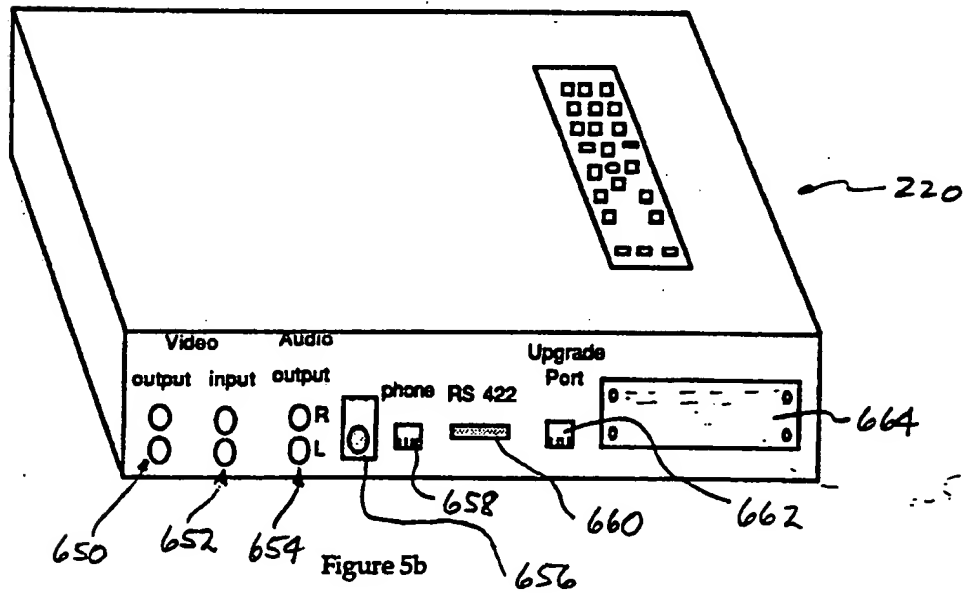 220
Video Audio
output input output
Upgrade
Port
phone RS 422
R
L
664
658
660
662
650
652
654
656
Figure 5b